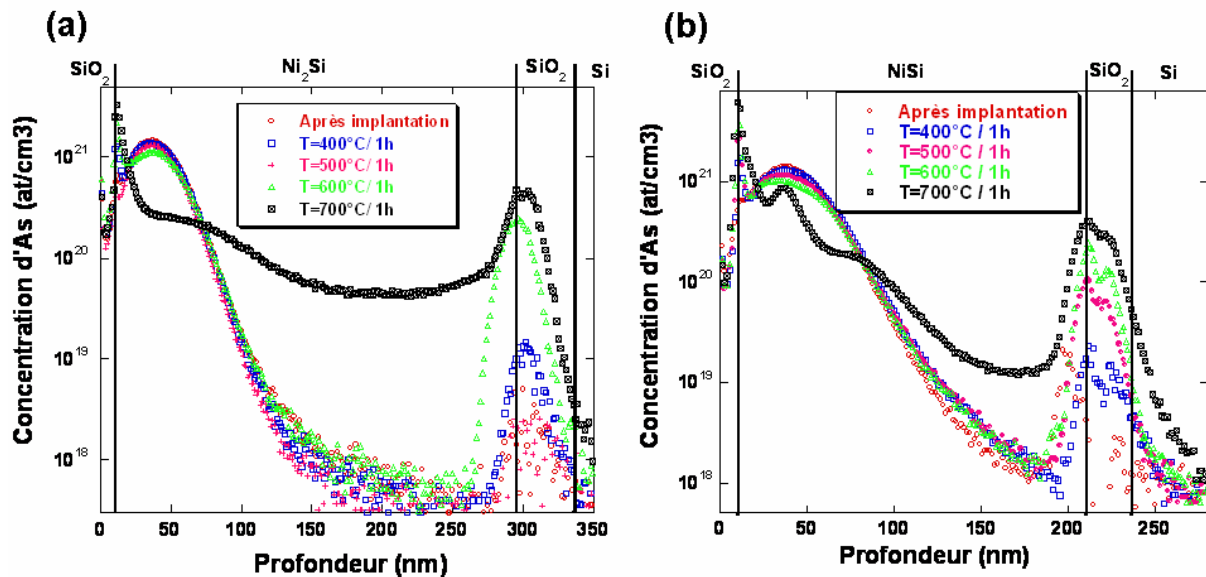 (a)
SiO2
Ni2Si
SiO2
Si
Après implantation
T=400°C/ 1h
T=500°C/ 1h
T=600°C/ 1h
T=700°C/ 1h
Concentration d'As (at/cm3)
10^21
10^20
10^19
10^18
0 50 100 150 200 250 300 350
Profondeur (nm)
(b)
SiO2
NiSi
SiO2
Si
Après implantation
T=400°C / 1h
T=500°C / 1h
T=600°C / 1h
T=700°C / 1h
Concentration d'As (at/cm3)
10^21
10^20
10^19
10^18
0 50 100 150 200 250
Profondeur (nm)